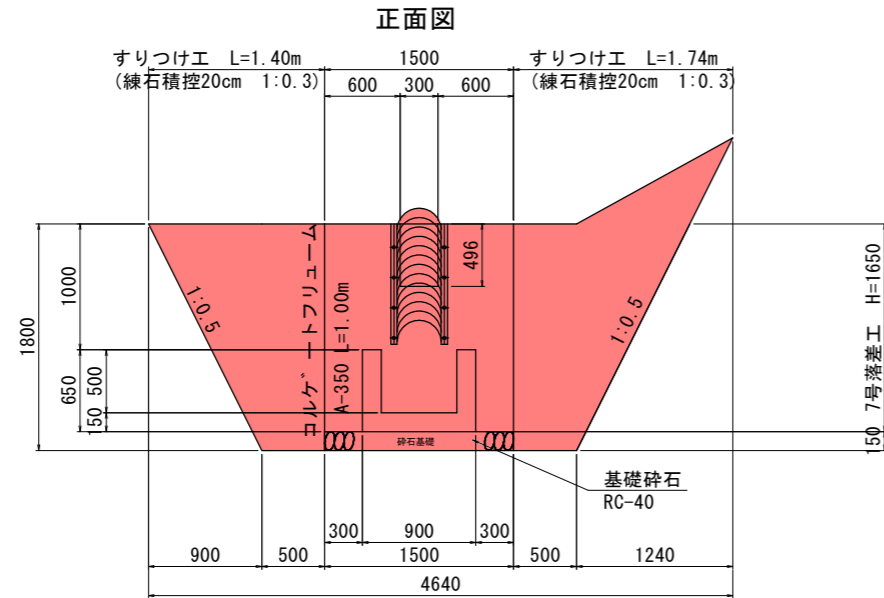 正面図
すりつけ工 L=1.40m
(練石積控20cm 1:0.3)
1500
すりつけ工 L=1.74m
(練石積控20cm 1:0.3)
600
300
600
1800
1000
650
500
150
1:0.5
コルゲートフリューム
A-350 L=1.00m
496
1:0.5
7号落差工 H=1650
150
砕石基礎
基礎砕石
RC-40
300
900
300
900
500
1500
500
1240
4640